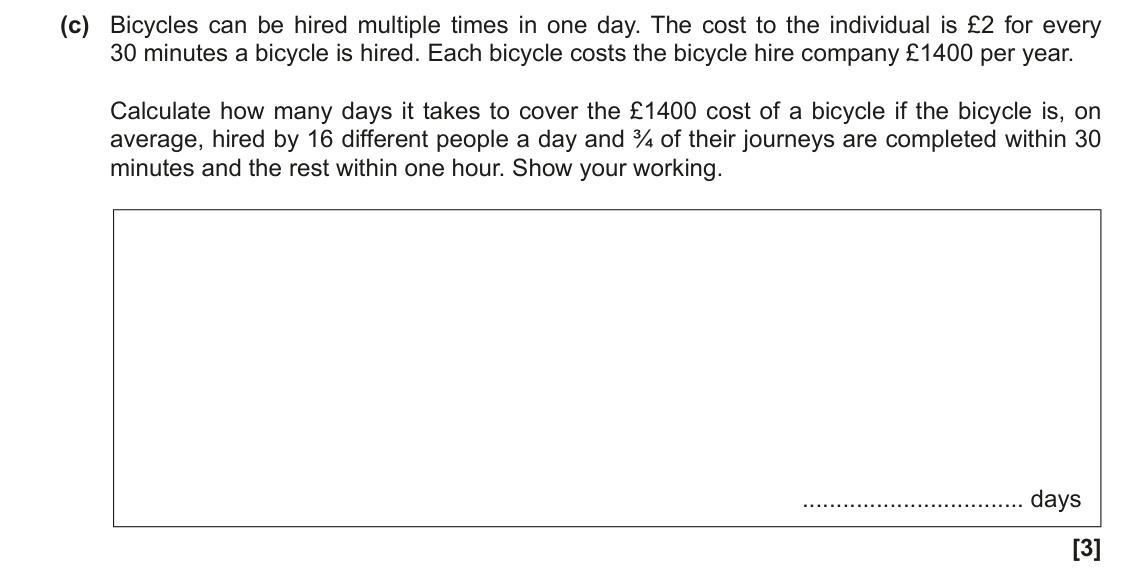 (c) Bicycles can be hired multiple times in one day. The cost to the individual is £2 for every
30 minutes a bicycle is hired. Each bicycle costs the bicycle hire company £1400 per year.
Calculate how many days it takes to cover the £1400 cost of a bicycle if the bicycle is, on
average, hired by 16 different people a day and ¾ of their journeys are completed within 30
minutes and the rest within one hour. Show your working.
................................. days
[3]